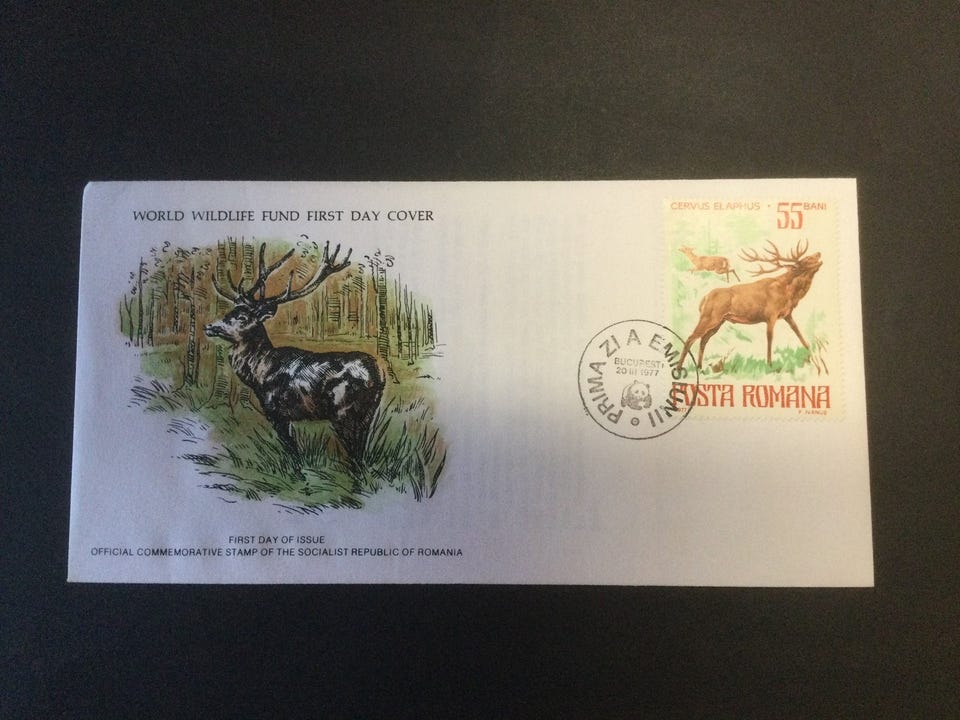 WORLD WILDLIFE FUND FIRST DAY COVER
CERVUS ELAPHUS • 55 BANI
PRIMA ZI A EMISIUNII
BUCUREȘTI
20 III 1977
POSTA ROMANA
1977
FIRST DAY OF ISSUE
OFFICIAL COMMEMORATIVE STAMP OF THE SOCIALIST REPUBLIC OF ROMANIA